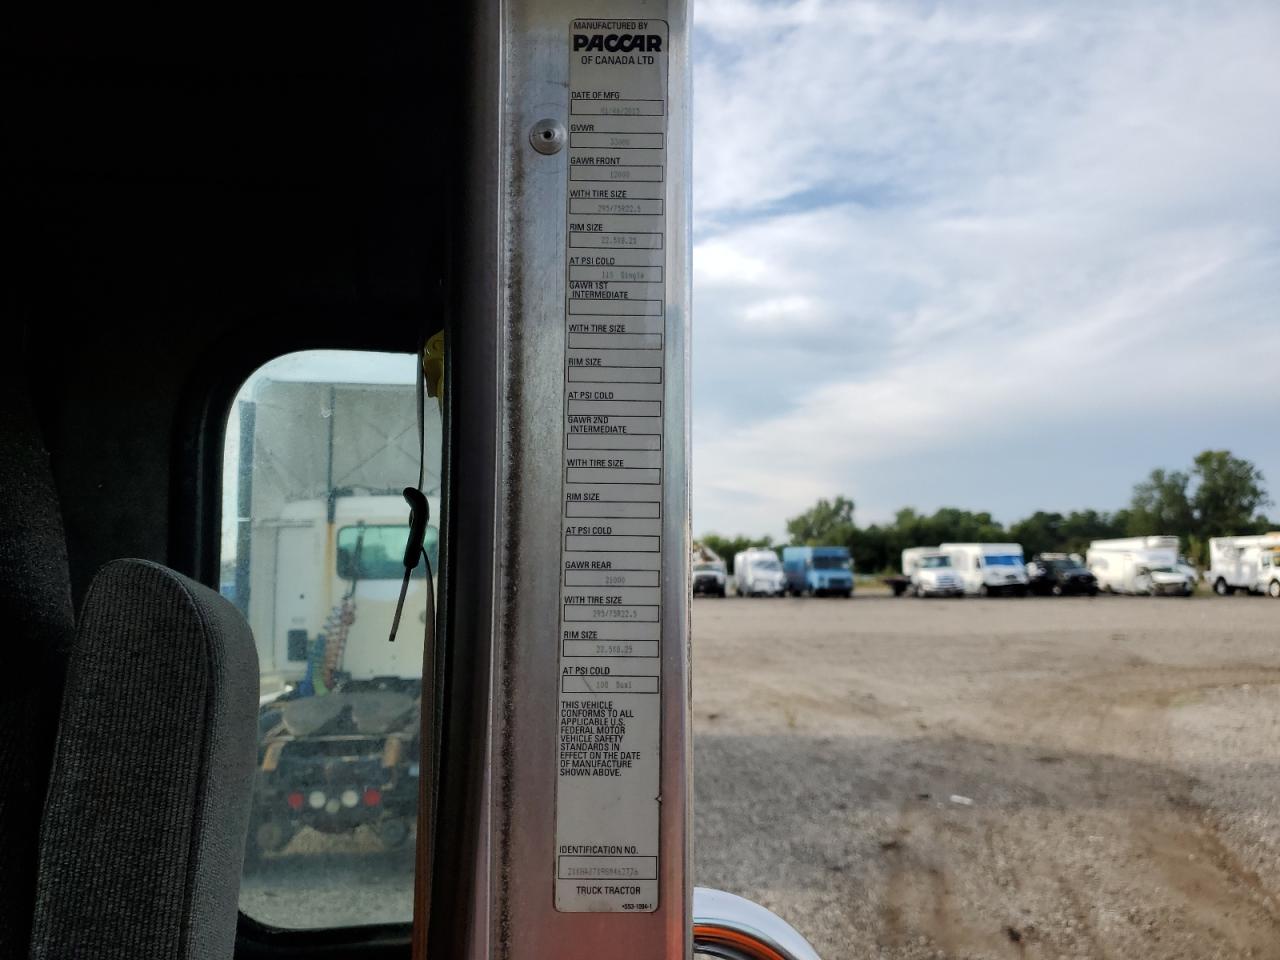 MANUFACTURED BY
PACCAR
OF CANADA LTD
DATE OF MFG
GVWR
GAWR FRONT
12000
WITH TIRE SIZE
295/75R22.5
RIM SIZE
22.5X8.25
AT PSI COLD
Single
GAWR 1ST
INTERMEDIATE
WITH TIRE SIZE
RIM SIZE
AT PSI COLD
GAWR 2ND
INTERMEDIATE
WITH TIRE SIZE
RIM SIZE
AT PSI COLD
GAWR REAR
21000
WITH TIRE SIZE
295/75R22.5
RIM SIZE
22.5X8.25
AT PSI COLD
100 Dual
THIS VEHICLE
CONFORMS TO ALL
APPLICABLE U.S.
FEDERAL MOTOR
VEHICLE SAFETY
STANDARDS IN
EFFECT ON THE DATE
OF MANUFACTURE
SHOWN ABOVE.
IDENTIFICATION NO.
TRUCK TRACTOR